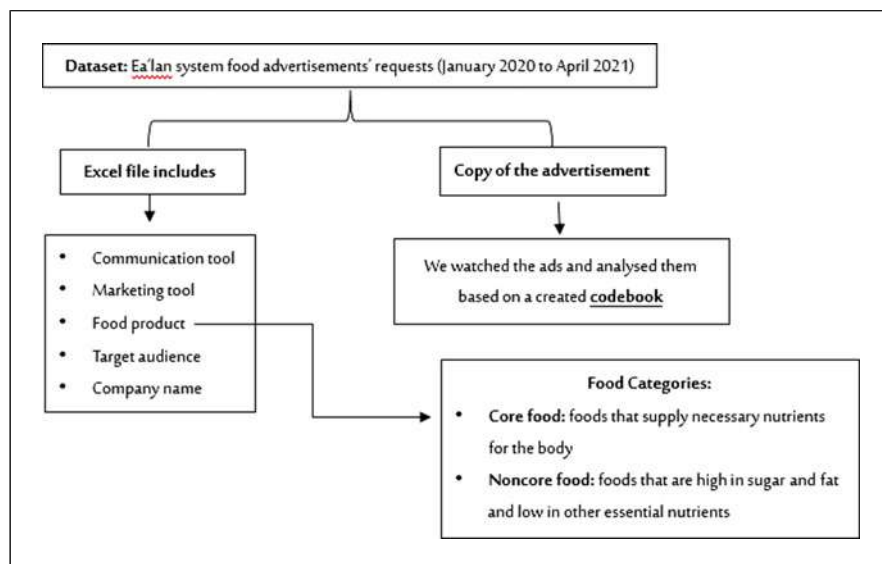 Dataset: Ea'lan system food advertisements' requests (January 2020 to April 2021)
Excel file includes
Copy of the advertisement
• Communication tool
• Marketing tool
• Food product
• Target audience
• Company name
We watched the ads and analysed them
based on a created codebook
Food Categories:
• Core food: foods that supply necessary nutrients
for the body
• Noncore food: foods that are high in sugar and fat
and low in other essential nutrients